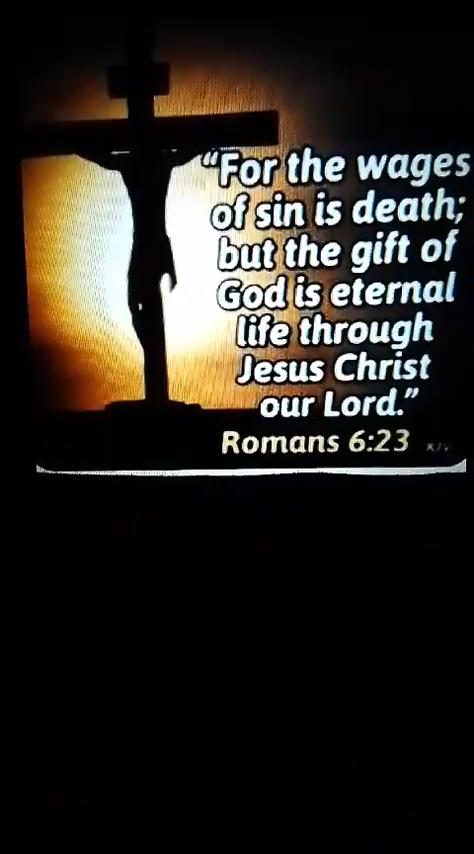 “For the wages
of sin is death;
but the gift of
God is eternal
life through
Jesus Christ
our Lord.”
Romans 6:23 KJV